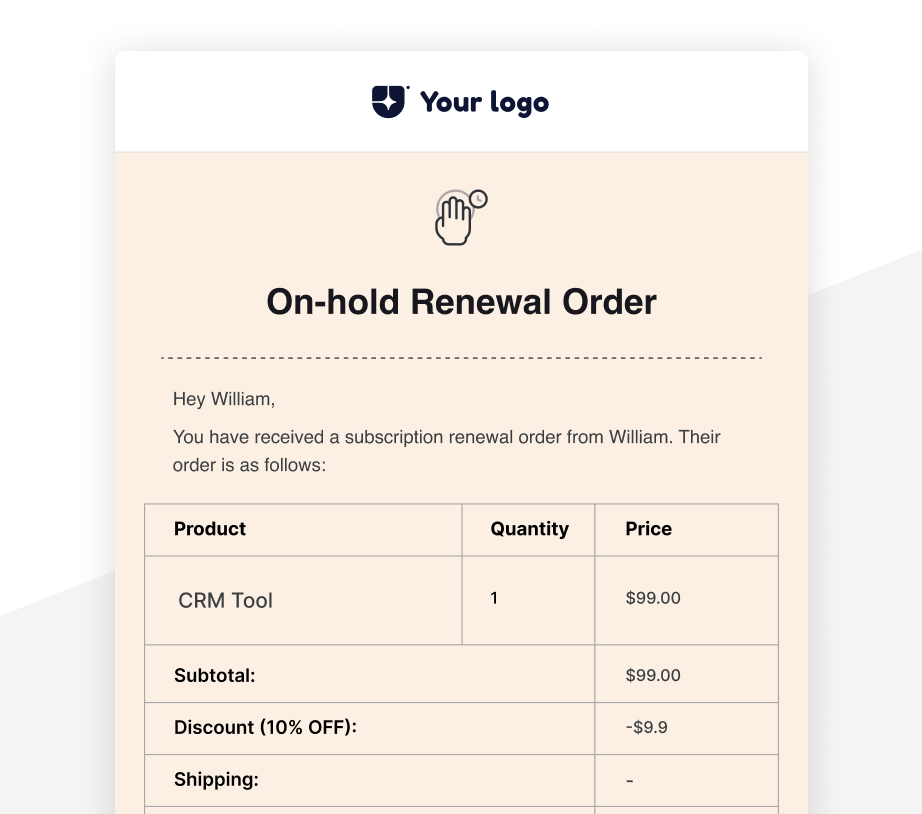 Your logo
On-hold Renewal Order
Hey William,
You have received a subscription renewal order from William. Their
order is as follows:
Product Quantity Price
CRM Tool 1 $99.00
Subtotal: $99.00
Discount (10% OFF): -$9.9
Shipping: -